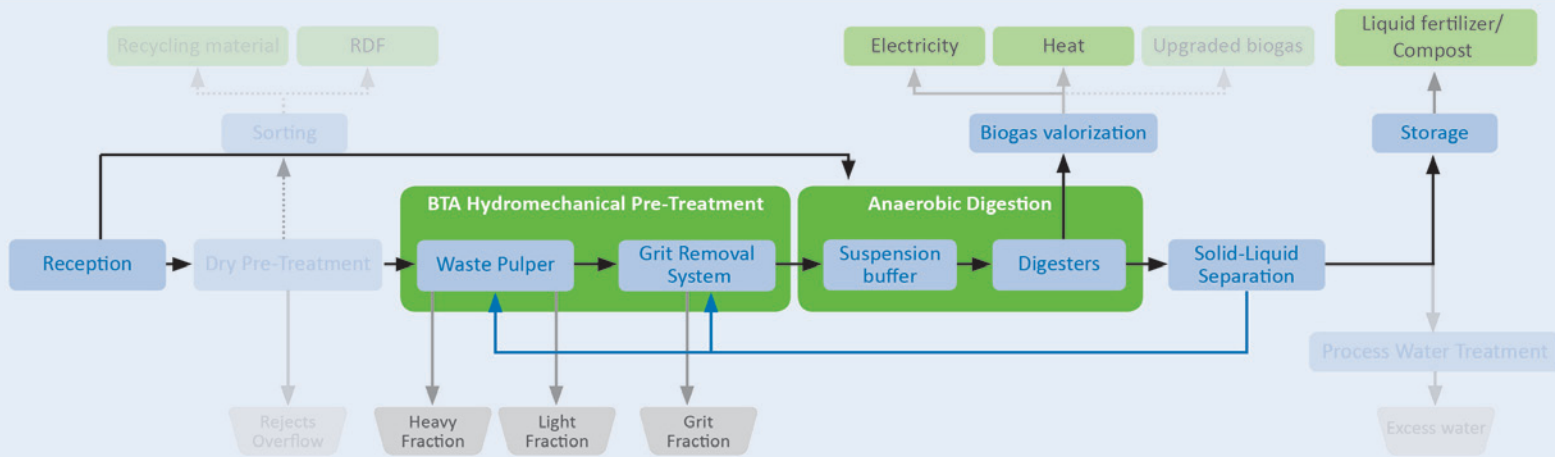 Recycling material
RDF
Electricity
Heat
Upgraded biogas
Liquid fertilizer/
Compost
Sorting
Biogas valorization
Storage
BTA Hydromechanical Pre-Treatment
Anaerobic Digestion
Reception
Dry Pre-Treatment
Waste Pulper
Grit Removal
System
Suspension
buffer
Digesters
Solid-Liquid
Separation
Process Water Treatment
Rejects
Overflow
Heavy
Fraction
Light
Fraction
Grit
Fraction
Excess water